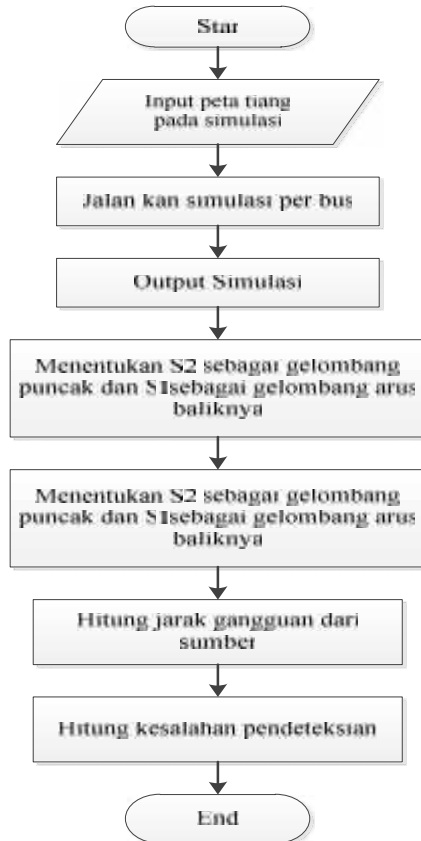 Star
Input peta tiang
pada simulasi
Jalan kan simulasi per bus
Output Simulasi
Menentukan S2 sebagai gelombang
puncak dan S1sebagai gelombang arus
baliknya
Menentukan S2 sebagai gelombang
puncak dan S1sebagai gelombang arus
baliknya
Hitung jarak gangguan dari
sumber
Hitung kesalahan pendeteksian
End